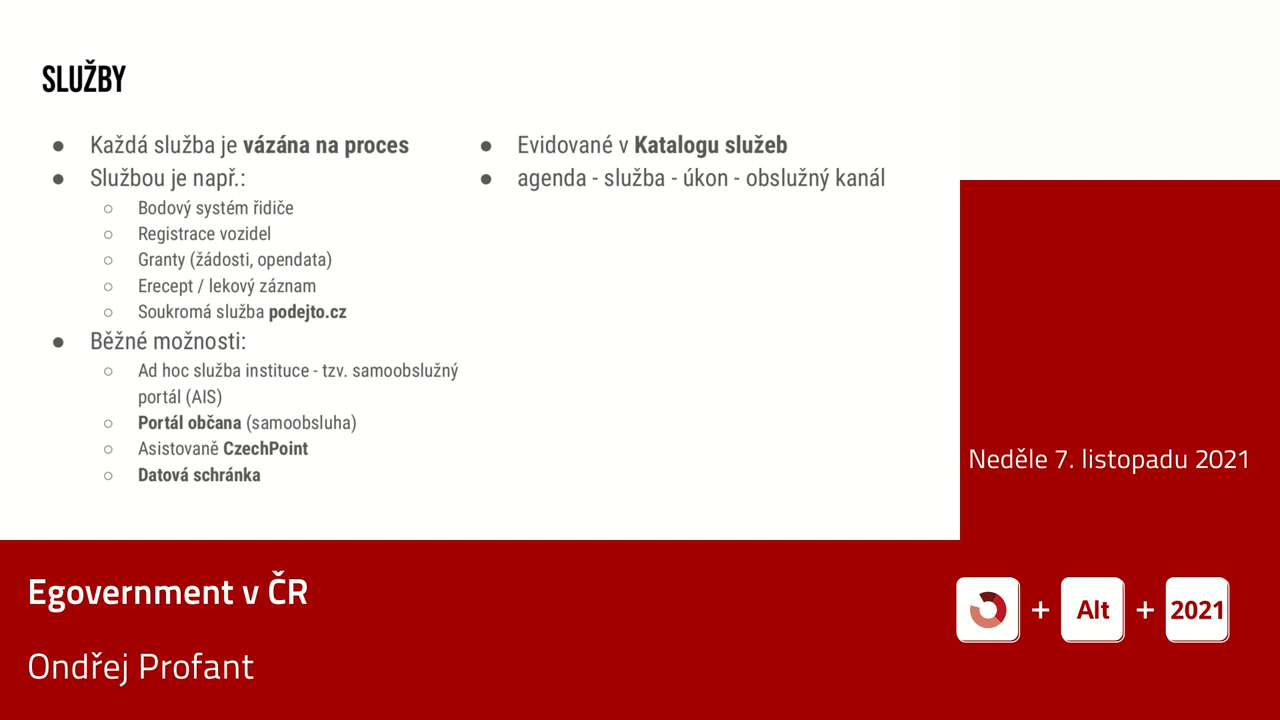 SLUŽBY
● Každá služba je vázána na proces
● Službou je např.:
○ Bodový systém řidiče
○ Registrace vozidel
○ Granty (žádosti, opendata)
○ Erecept / lekový záznam
○ Soukromá služba podejto.cz
● Běžné možnosti:
○ Ad hoc služba instituce - tzv. samoobslužný
portál (AIS)
○ Portál občana (samoobsluha)
○ Asistovaně CzechPoint
○ Datová schránka
● Evidované v Katalogu služeb
● agenda - služba - úkon - obslužný kanál
Neděle 7. listopadu 2021
Egovernment v ČR
Ondřej Profant
+ Alt + 2021